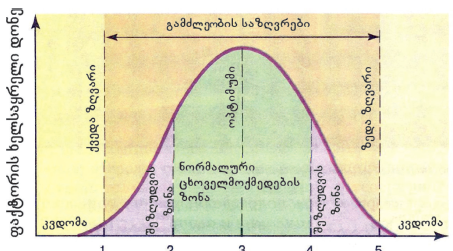 გამძლეობის საზღვრები
ფაქტორის ხელსაყრელი დონე
ქვედა ზღვარი
ოპტიმუმი
ზედა ზღვარი
ნორმალური
ცხოველმოქმედების
ზონა
შეზღუდვის
ზონა
შეზღუდვის
ზონა
კვდომა
კვდომა
1 2 3 4 5